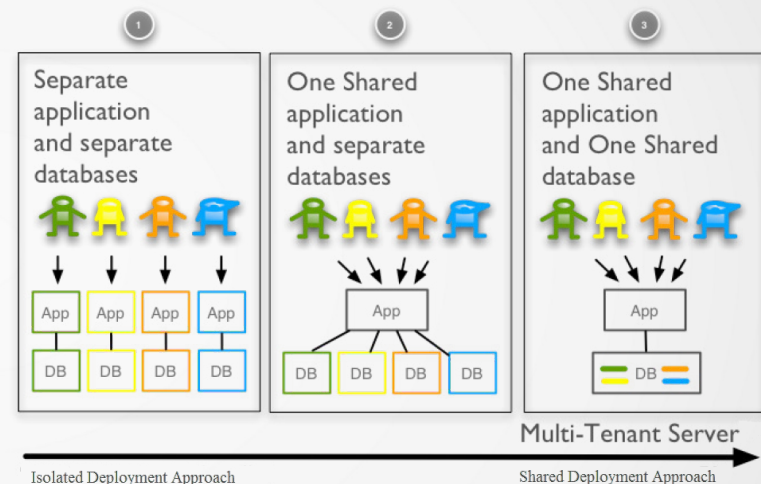 1
2
3
Separate
application
and separate
databases
One Shared
application
and separate
databases
One Shared
application
and One Shared
database
App
App
App
App
DB
DB
DB
DB
App
DB
DB
DB
DB
App
DB
Multi-Tenant Server
Isolated Deployment Approach
Shared Deployment Approach